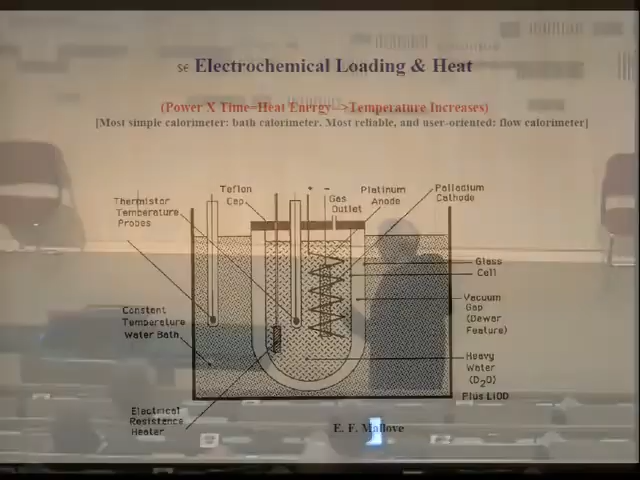 se Electrochemical Loading & Heat
(Power X Time=Heat Energy-->Temperature Increases)
[Most simple calorimeter: bath calorimeter. Most reliable, and user-oriented: flow calorimeter]
Thermistor
Temperature
Probes
Teflon
Cap
+ -
Gas
Outlet
Platinum
Anode
Palladium
Cathode
Glass
Cell
Vacuum
Gap
(Dewar
Feature)
Constant
Temperature
Water Bath
Heavy
Water
(D2O)
Plus LiOD
Electrical
Resistance
Heater
E. F. Mallove